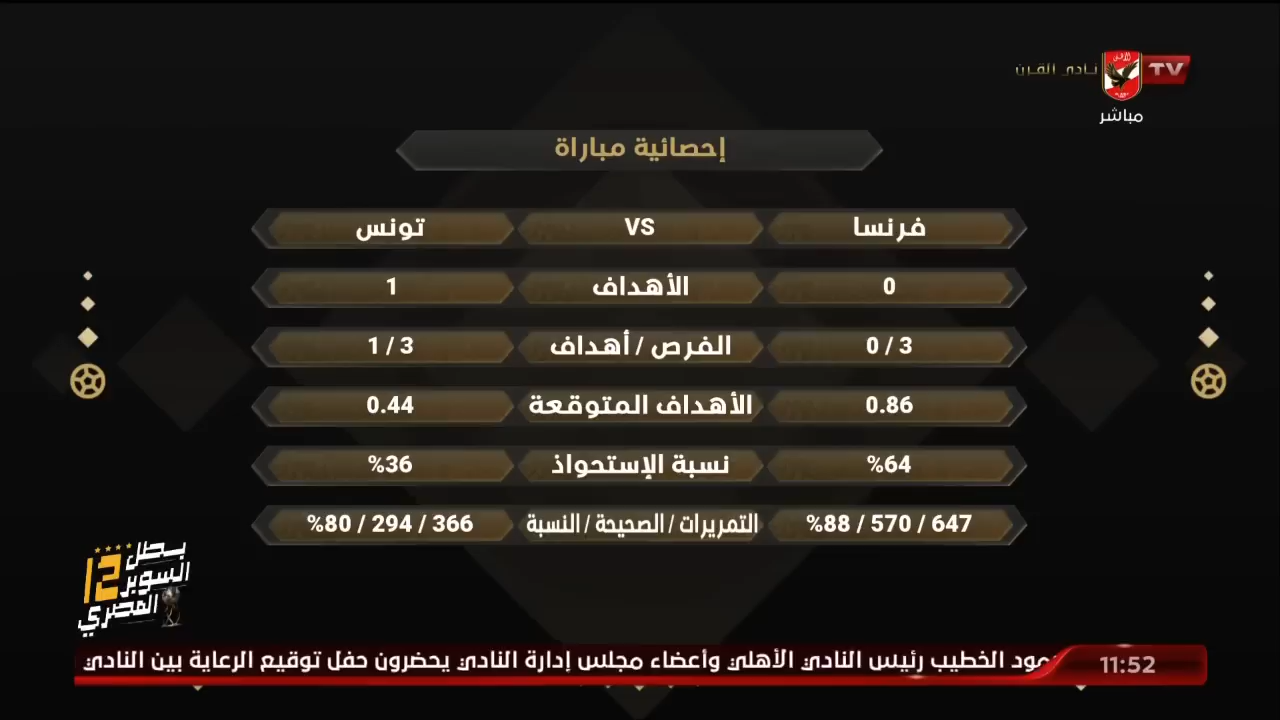 نادي القرن TV
مباشر
إحصائية مباراة
فرنسا VS تونس
0 الأهداف 1
0 / 3 الفرص / أهداف 1 / 3
0.86 الأهداف المتوقعة 0.44
%64 نسبة الإستحواذ %36
%88 / 570 / 647 التمريرات / الصحيحة / النسبة %80 / 294 / 366
بطل
السوبر 12
المصري
11:52 الخطيب رئيس النادي الأهلي وأعضاء مجلس إدارة النادي يحضرون حفل توقيع الرعاية بين النادي